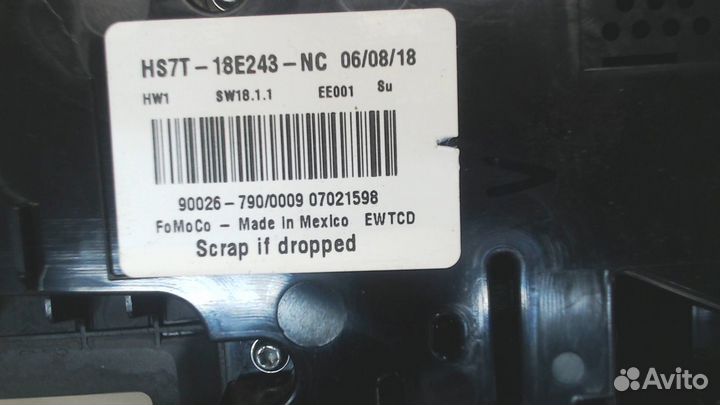 HS7T-18E243-NC 06/08/18
HW1 SW18.1.1 EE001 Su
90026-790/0009 07021598
FoMoCo - Made in Mexico EWTCD
Scrap if dropped
Avito